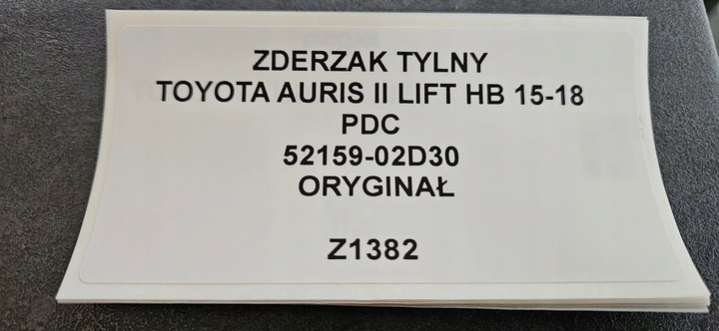 ZDERZAK TYLNY
TOYOTA AURIS II LIFT HB 15-18
PDC
52159-02D30
ORYGINAŁ
Z1382